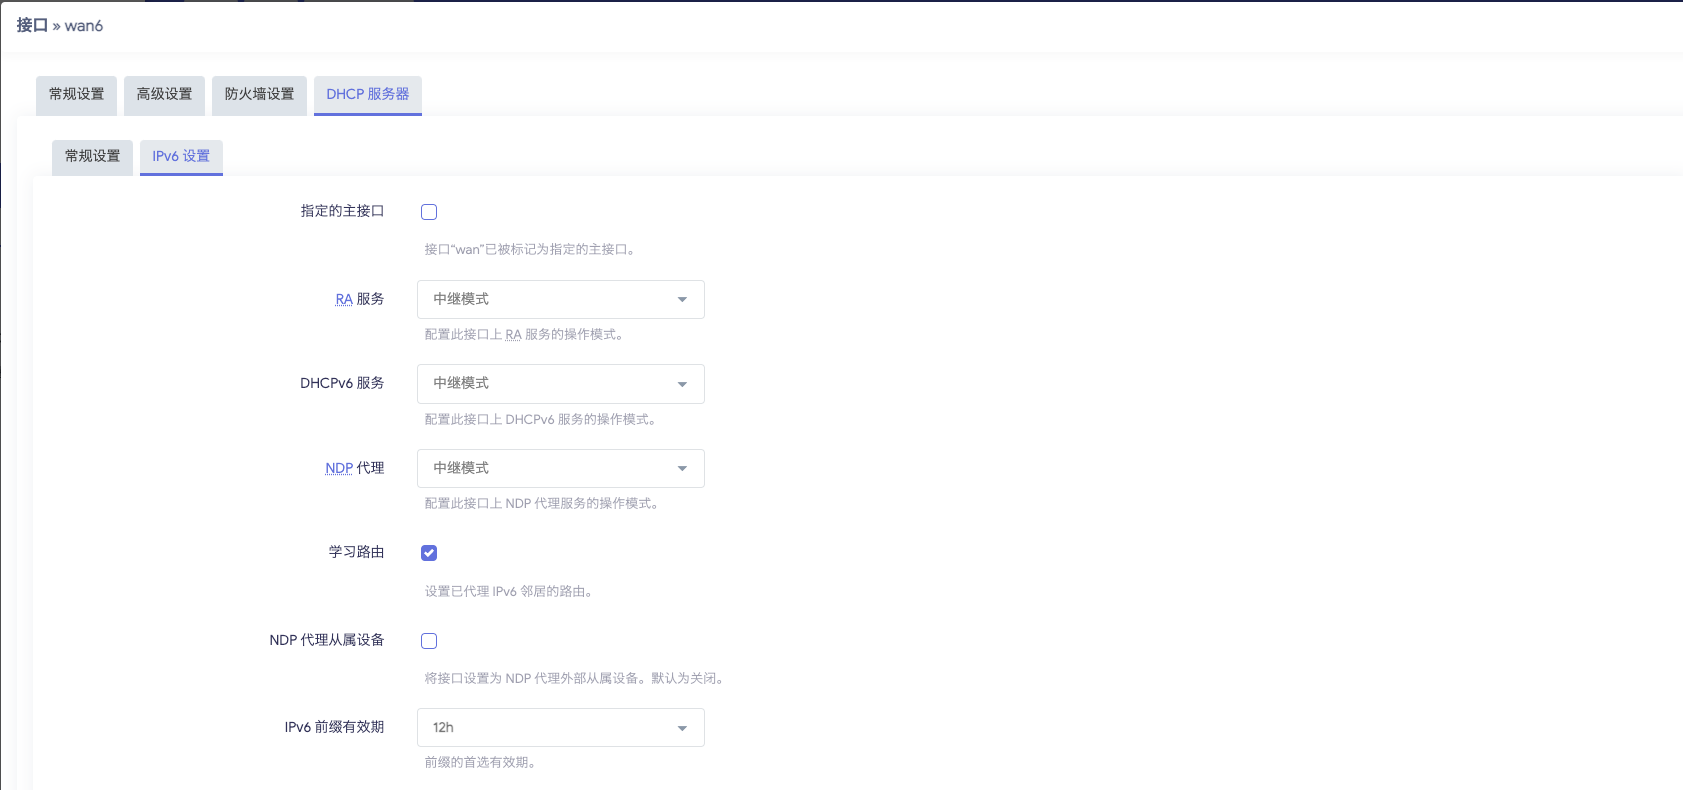 接口 » wan6
常规设置 高级设置 防火墙设置 DHCP 服务器
常规设置 IPv6 设置
指定的主接口
接口“wan”已被标记为指定的主接口。
RA 服务 中继模式
配置此接口上 RA 服务的操作模式。
DHCPv6 服务 中继模式
配置此接口上 DHCPv6 服务的操作模式。
NDP 代理 中继模式
配置此接口上 NDP 代理服务的操作模式。
学习路由
设置已代理 IPv6 邻居的路由。
NDP 代理从属设备
将接口设置为 NDP 代理外部从属设备。默认为关闭。
IPv6 前缀有效期 12h
前缀的首选有效期。